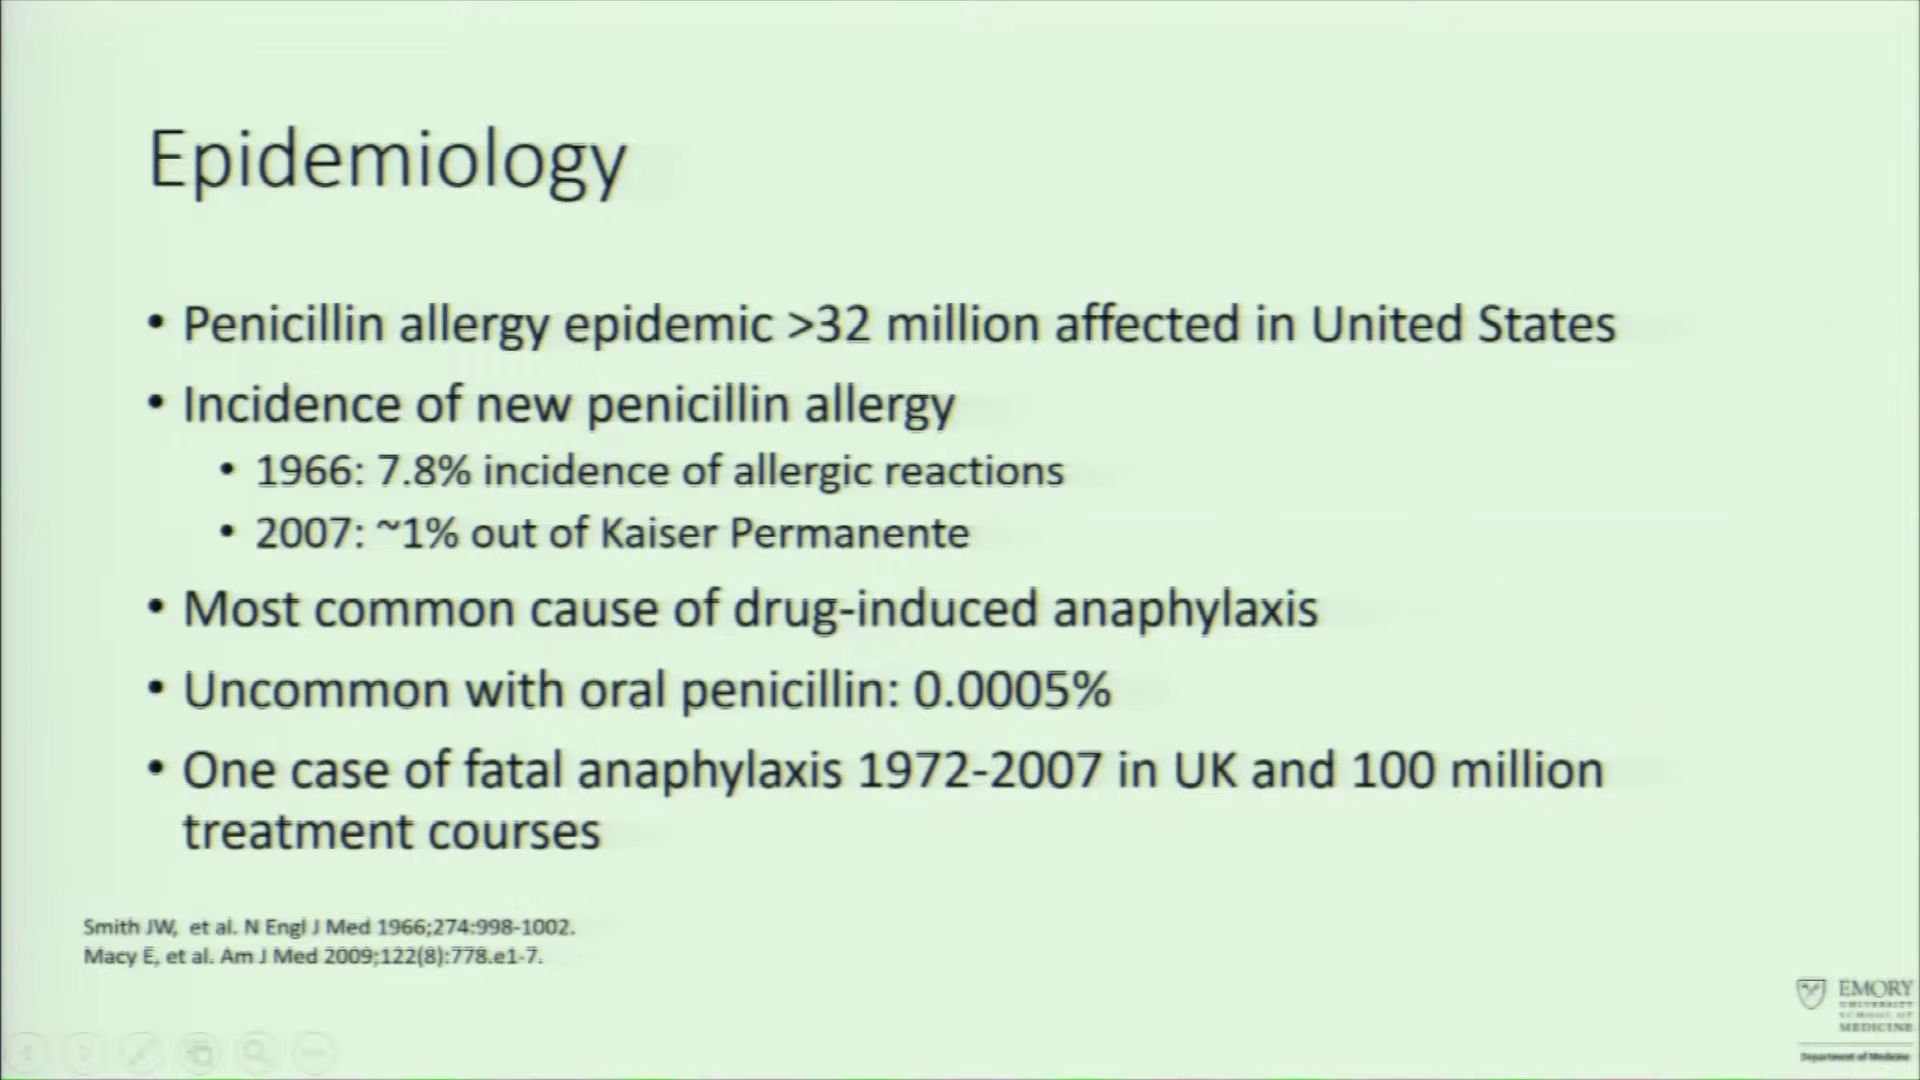 Epidemiology
• Penicillin allergy epidemic >32 million affected in United States
• Incidence of new penicillin allergy
• 1966: 7.8% incidence of allergic reactions
• 2007: ~1% out of Kaiser Permanente
• Most common cause of drug-induced anaphylaxis
• Uncommon with oral penicillin: 0.0005%
• One case of fatal anaphylaxis 1972-2007 in UK and 100 million
treatment courses
Smith JW, et al. N Engl J Med 1966;274:998-1002.
Macy E, et al. Am J Med 2009;122(8):778.e1-7.
EMORY
UNIVERSITY
SCHOOL OF
MEDICINE
Department of Medicine